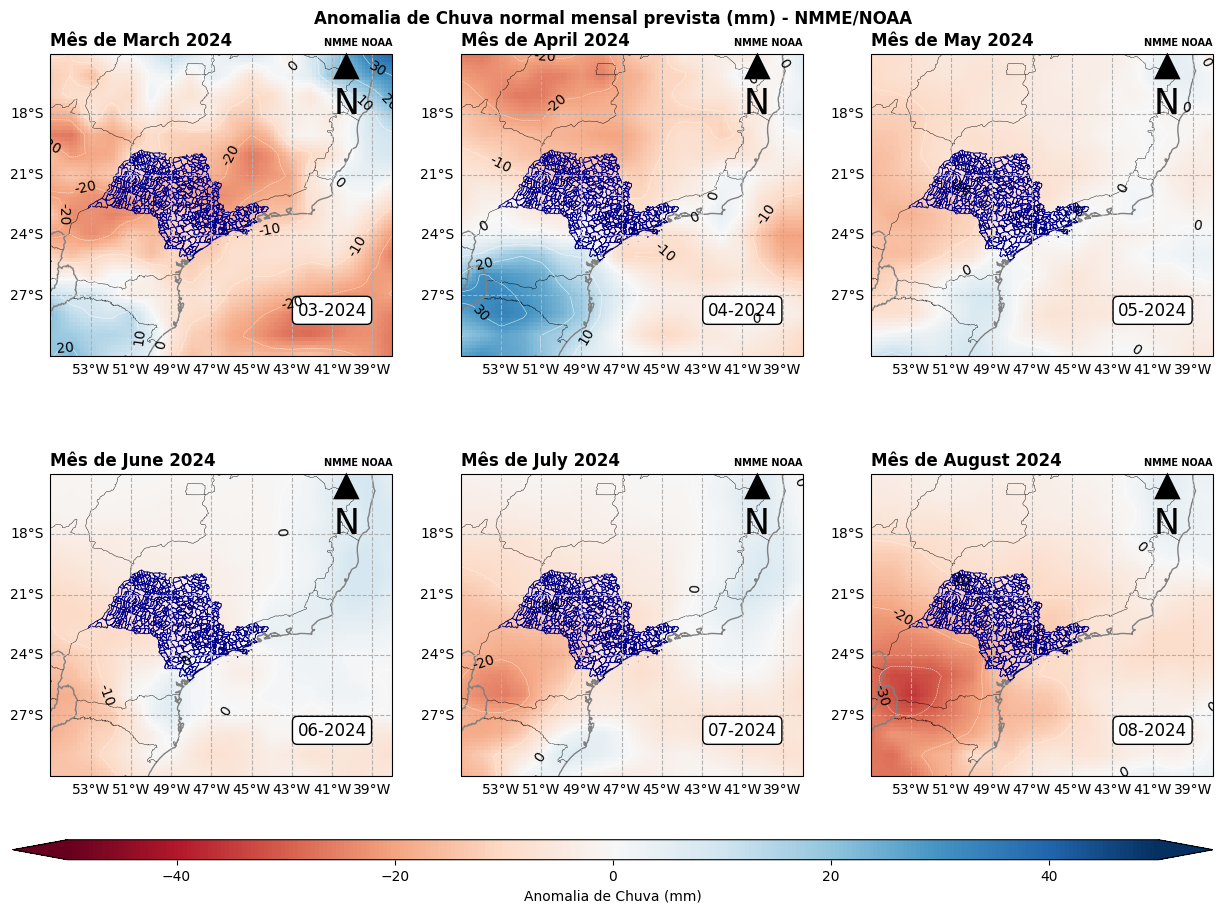 Anomalia de Chuva normal mensal prevista (mm) - NMME/NOAA
Mês de March 2024
NMME NOAA
Mês de April 2024
NMME NOAA
Mês de May 2024
NMME NOAA
0
30
20
10
N
-20
-20
-20
-20
-10
0
-10
-20
20
10
0
18°S
21°S
24°S
27°S
03-2024
53°W 51°W 49°W 47°W 45°W 43°W 41°W 39°W
-20
-20
0
N
-10
0
0
0
-10
-10
20
30
10
0
18°S
21°S
24°S
27°S
04-2024
53°W 51°W 49°W 47°W 45°W 43°W 41°W 39°W
0
0
N
0
0
0
0
18°S
21°S
24°S
27°S
05-2024
53°W 51°W 49°W 47°W 45°W 43°W 41°W 39°W
Mês de June 2024
NMME NOAA
Mês de July 2024
NMME NOAA
Mês de August 2024
NMME NOAA
N
0
-10
0
18°S
21°S
24°S
27°S
06-2024
53°W 51°W 49°W 47°W 45°W 43°W 41°W 39°W
0
N
0
-20
0
18°S
21°S
24°S
27°S
07-2024
53°W 51°W 49°W 47°W 45°W 43°W 41°W 39°W
N
0
-20
-30
0
0
18°S
21°S
24°S
27°S
08-2024
53°W 51°W 49°W 47°W 45°W 43°W 41°W 39°W
−40 −20 0 20 40
Anomalia de Chuva (mm)